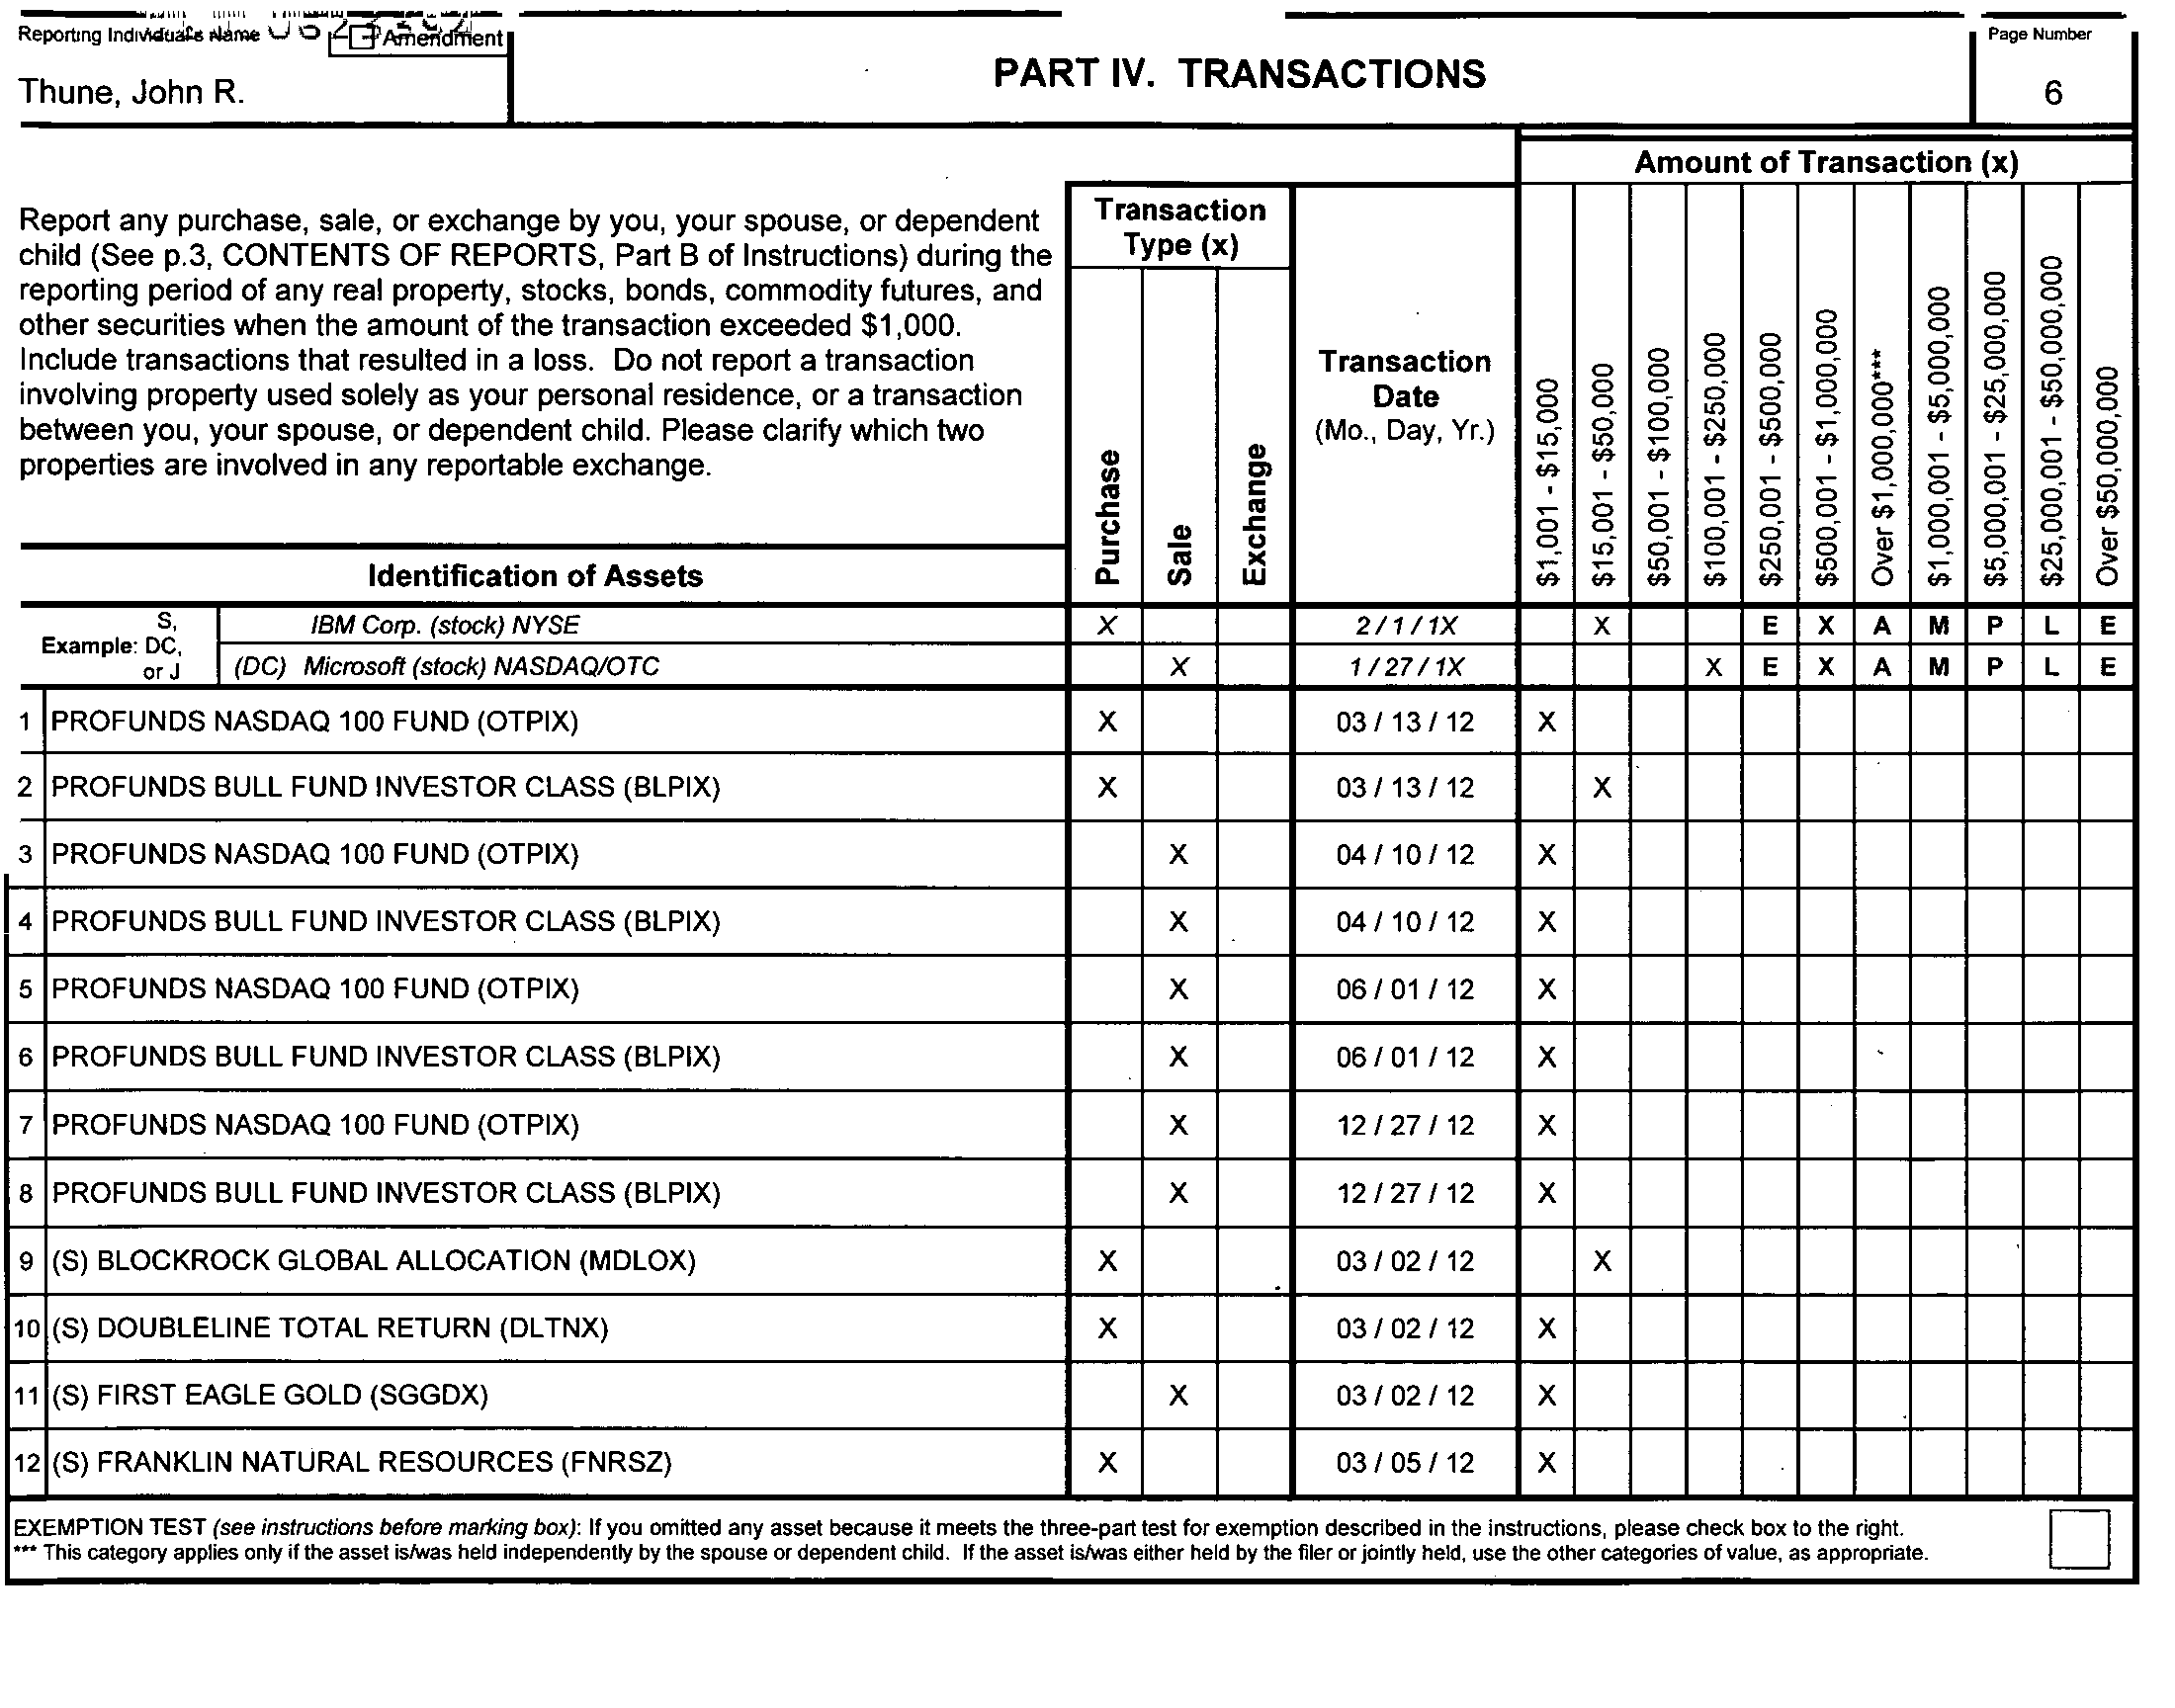 Reporting Individual's Name
Amendment
Thune, John R.
PART IV. TRANSACTIONS
Page Number
6
Amount of Transaction (x)
Report any purchase, sale, or exchange by you, your spouse, or dependent
child (See p.3, CONTENTS OF REPORTS, Part B of Instructions) during the
reporting period of any real property, stocks, bonds, commodity futures, and
other securities when the amount of the transaction exceeded $1,000.
Include transactions that resulted in a loss. Do not report a transaction
involving property used solely as your personal residence, or a transaction
between you, your spouse, or dependent child. Please clarify which two
properties are involved in any reportable exchange.
Transaction
Type (x)
Purchase
Sale
Exchange
Transaction
Date
(Mo., Day, Yr.)
$1,001 - $15,000
$15,001 - $50,000
$50,001 - $100,000
$100,001 - $250,000
$250,001 - $500,000
$500,001 - $1,000,000
Over $1,000,000***
$1,000,001 - $5,000,000
$5,000,001 - $25,000,000
$25,000,001 - $50,000,000
Over $50,000,000
Identification of Assets
Example: S, DC, or J
IBM Corp. (stock) NYSE X 2 / 1 / 1X X E X A M P L E
(DC) Microsoft (stock) NASDAQ/OTC X 1 / 27 / 1X X E X A M P L E
1 PROFUNDS NASDAQ 100 FUND (OTPIX) X 03 / 13 / 12 X
2 PROFUNDS BULL FUND INVESTOR CLASS (BLPIX) X 03 / 13 / 12 X
3 PROFUNDS NASDAQ 100 FUND (OTPIX) X 04 / 10 / 12 X
4 PROFUNDS BULL FUND INVESTOR CLASS (BLPIX) X 04 / 10 / 12 X
5 PROFUNDS NASDAQ 100 FUND (OTPIX) X 06 / 01 / 12 X
6 PROFUNDS BULL FUND INVESTOR CLASS (BLPIX) X 06 / 01 / 12 X
7 PROFUNDS NASDAQ 100 FUND (OTPIX) X 12 / 27 / 12 X
8 PROFUNDS BULL FUND INVESTOR CLASS (BLPIX) X 12 / 27 / 12 X
9 (S) BLOCKROCK GLOBAL ALLOCATION (MDLOX) X 03 / 02 / 12 X
10 (S) DOUBLELINE TOTAL RETURN (DLTNX) X 03 / 02 / 12 X
11 (S) FIRST EAGLE GOLD (SGGDX) X 03 / 02 / 12 X
12 (S) FRANKLIN NATURAL RESOURCES (FNRSZ) X 03 / 05 / 12 X
EXEMPTION TEST (see instructions before marking box): If you omitted any asset because it meets the three-part test for exemption described in the instructions, please check box to the right.
*** This category applies only if the asset is/was held independently by the spouse or dependent child. If the asset is/was either held by the filer or jointly held, use the other categories of value, as appropriate.